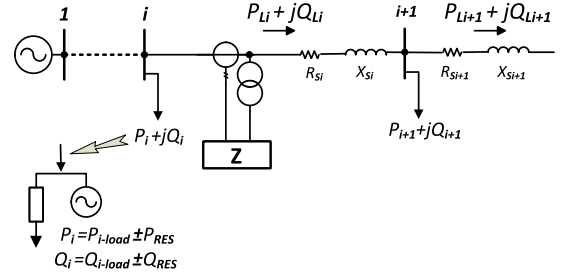 1
i
P_Li + jQ_Li
i+1
P_Li+1 + jQ_Li+1
R_Si
X_Si
R_Si+1
X_Si+1
P_i +jQ_i
P_i+1+jQ_i+1
Z
P_i =P_i-load ±P_RES
Q_i =Q_i-load ±Q_RES